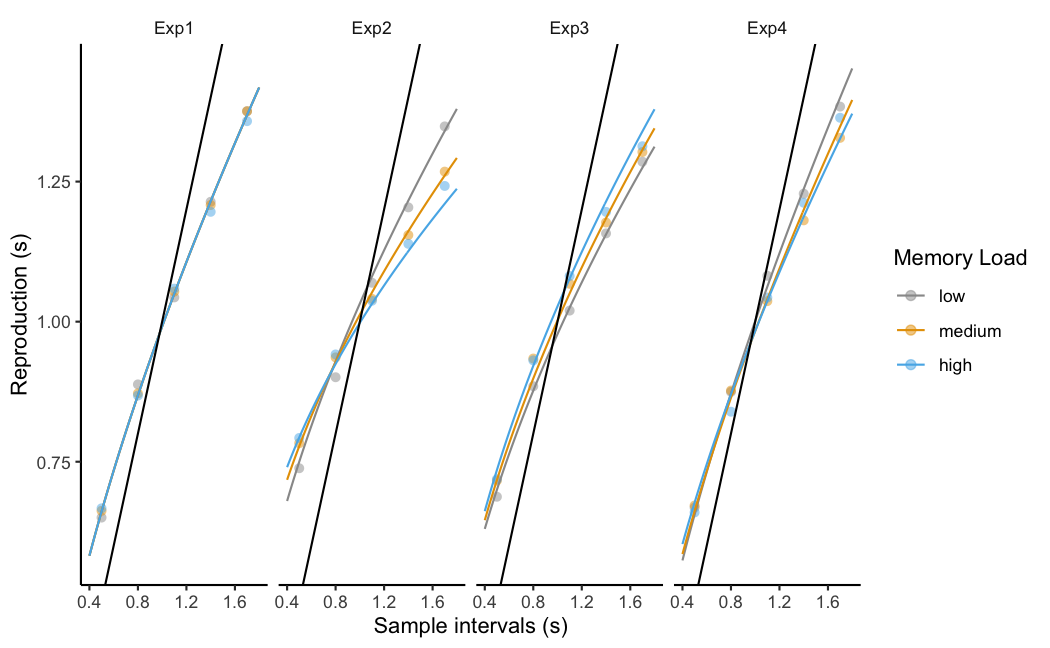 Exp1 Exp2 Exp3 Exp4
Reproduction (s)
1.25
1.00
0.75
0.4 0.8 1.2 1.6 0.4 0.8 1.2 1.6 0.4 0.8 1.2 1.6 0.4 0.8 1.2 1.6
Sample intervals (s)
Memory Load
low
medium
high